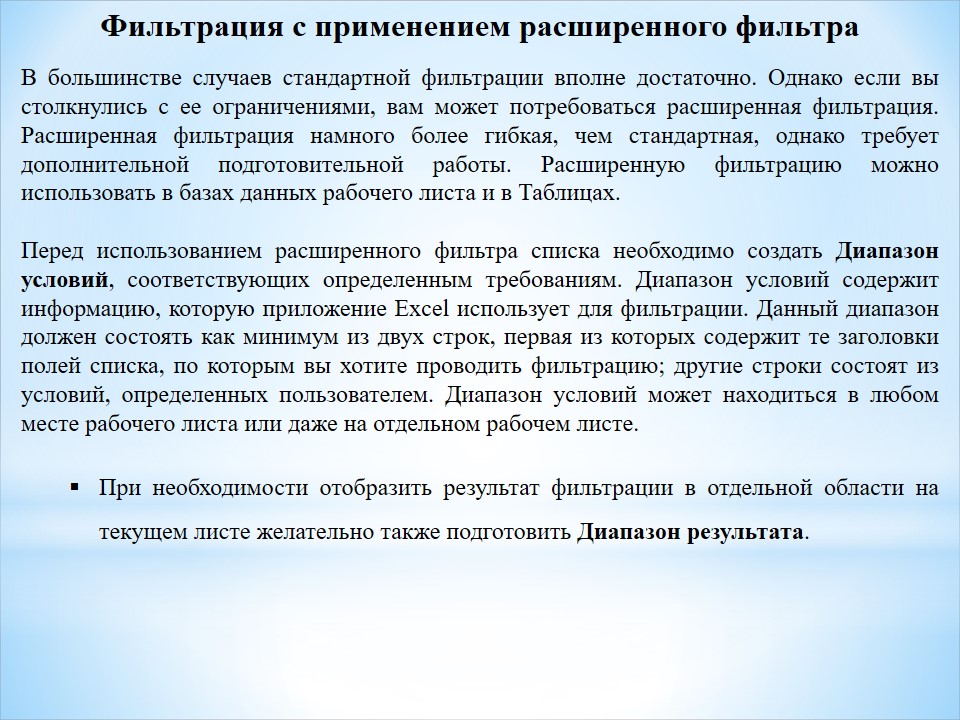 Фильтрация с применением расширенного фильтра
В большинстве случаев стандартной фильтрации вполне достаточно. Однако если вы
столкнулись с ее ограничениями, вам может потребоваться расширенная фильтрация.
Расширенная фильтрация намного более гибкая, чем стандартная, однако требует
дополнительной подготовительной работы. Расширенную фильтрацию можно
использовать в базах данных рабочего листа и в Таблицах.
Перед использованием расширенного фильтра списка необходимо создать Диапазон
условий, соответствующих определенным требованиям. Диапазон условий содержит
информацию, которую приложение Excel использует для фильтрации. Данный диапазон
должен состоять как минимум из двух строк, первая из которых содержит те заголовки
полей списка, по которым вы хотите проводить фильтрацию; другие строки состоят из
условий, определенных пользователем. Диапазон условий может находиться в любом
месте рабочего листа или даже на отдельном рабочем листе.
▪ При необходимости отобразить результат фильтрации в отдельной области на
текущем листе желательно также подготовить Диапазон результата.